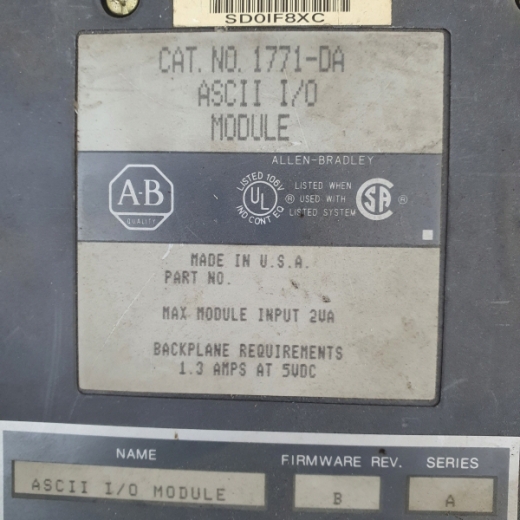 SD0IF8XC
CAT. NO. 1771-DA
ASCII I/O
MODULE
ALLEN-BRADLEY
A-B
QUALITY
LISTED 106V
UL
IND CONT EQ
®
LISTED WHEN
USED WITH
LISTED SYSTEM
SA
®
MADE IN U.S.A.
PART NO.
MAX MODULE INPUT 2VA
BACKPLANE REQUIREMENTS
1.3 AMPS AT 5VDC
NAME FIRMWARE REV. SERIES
ASCII I/O MODULE B A